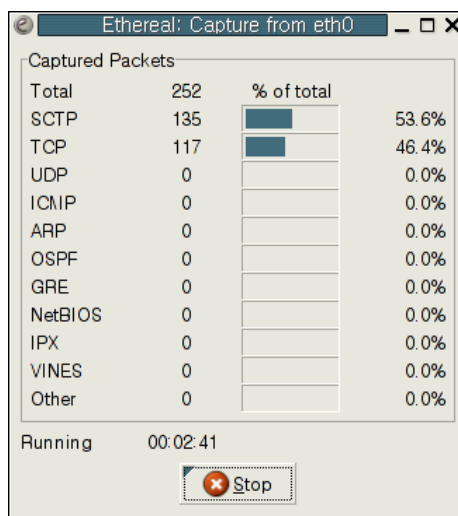 Ethereal: Capture from eth0
Captured Packets
Total 252 % of total
SCTP 135 53.6%
TCP 117 46.4%
UDP 0 0.0%
ICMP 0 0.0%
ARP 0 0.0%
OSPF 0 0.0%
GRE 0 0.0%
NetBIOS 0 0.0%
IPX 0 0.0%
VINES 0 0.0%
Other 0 0.0%
Running 00:02:41
Stop